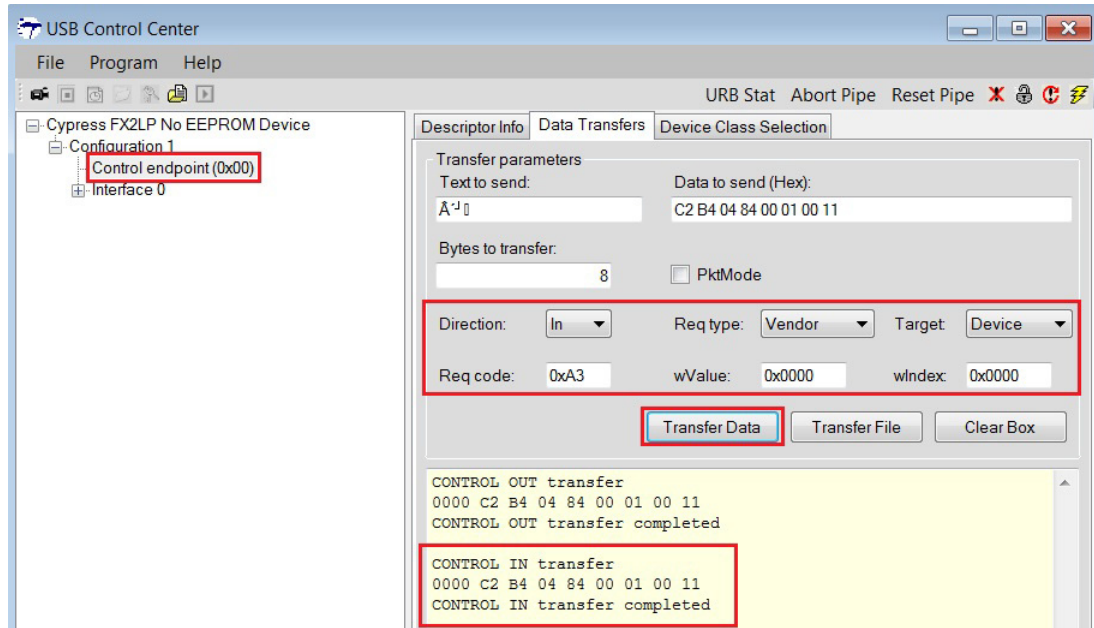 USB Control Center
File Program Help
URB Stat Abort Pipe Reset Pipe
Cypress FX2LP No EEPROM Device
Configuration 1
Control endpoint (0x00)
Interface 0
Descriptor Info Data Transfers Device Class Selection
Transfer parameters
Text to send: Data to send (Hex):
C2 B4 04 84 00 01 00 11
Bytes to transfer:
8 PktMode
Direction: In Req type: Vendor Target: Device
Req code: 0xA3 wValue: 0x0000 wIndex: 0x0000
Transfer Data Transfer File Clear Box
CONTROL OUT transfer
0000 C2 B4 04 84 00 01 00 11
CONTROL OUT transfer completed
CONTROL IN transfer
0000 C2 B4 04 84 00 01 00 11
CONTROL IN transfer completed